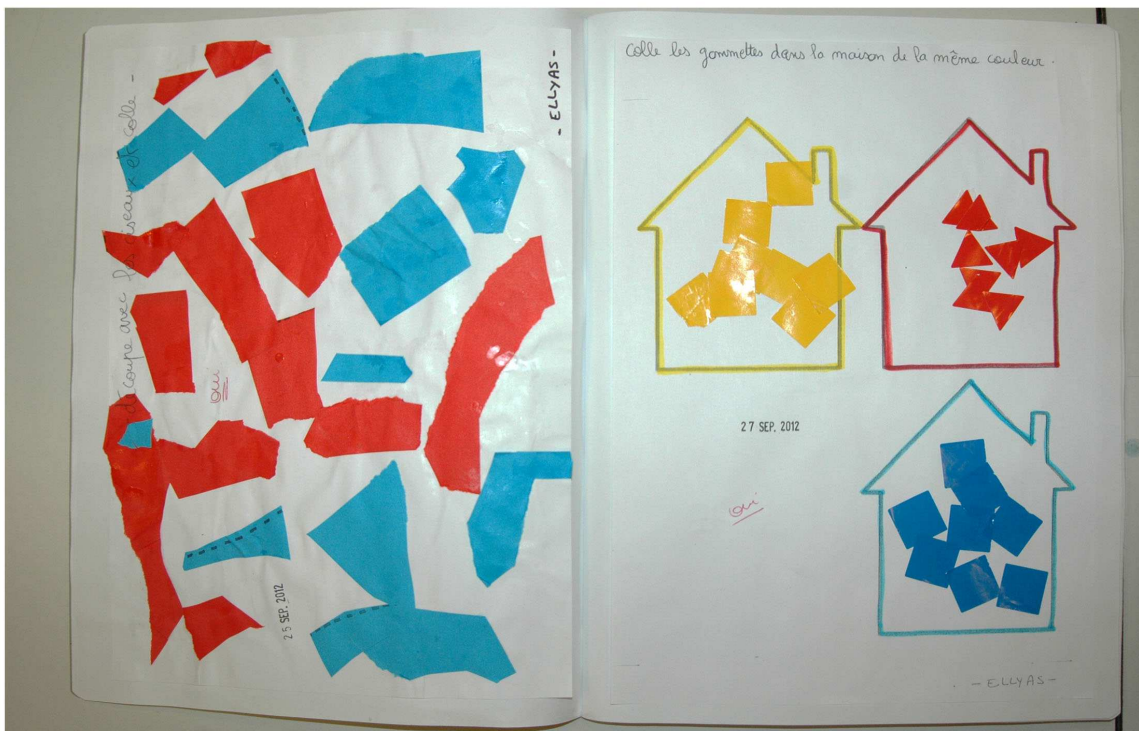 découpe avec les ciseaux et colle -
- ELLYAS -
oui
25 SEP. 2012
Colle les gommettes dans la maison de la même couleur.
27 SEP. 2012
oui
- ELLYAS -